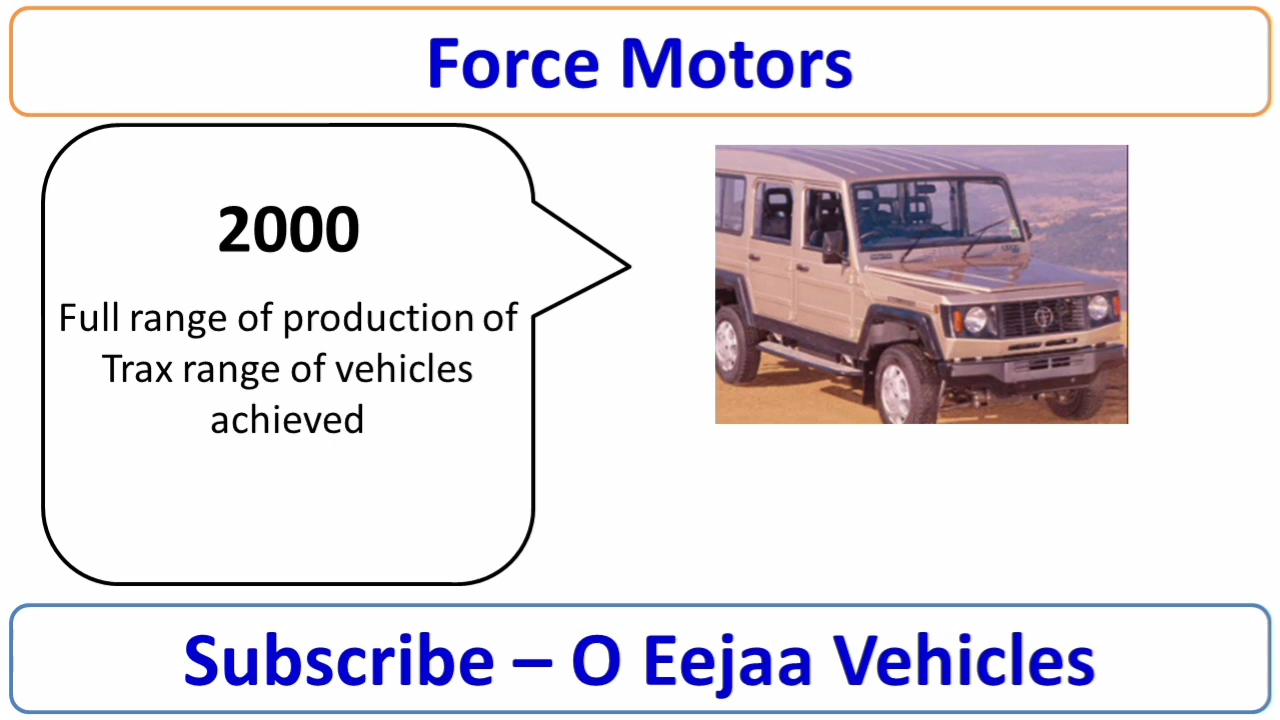 Force Motors
2000
Full range of production of
Trax range of vehicles
achieved
Subscribe – O Eejaa Vehicles